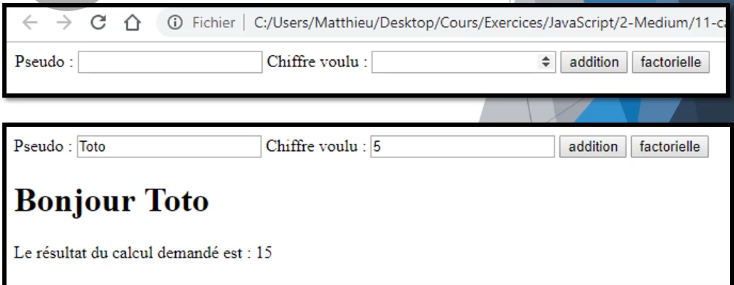 Fichier | C:/Users/Matthieu/Desktop/Cours/Exercices/JavaScript/2-Medium/11-ca
Pseudo : Chiffre voulu : addition factorielle
Pseudo : Toto Chiffre voulu : 5 addition factorielle
Bonjour Toto
Le résultat du calcul demandé est : 15